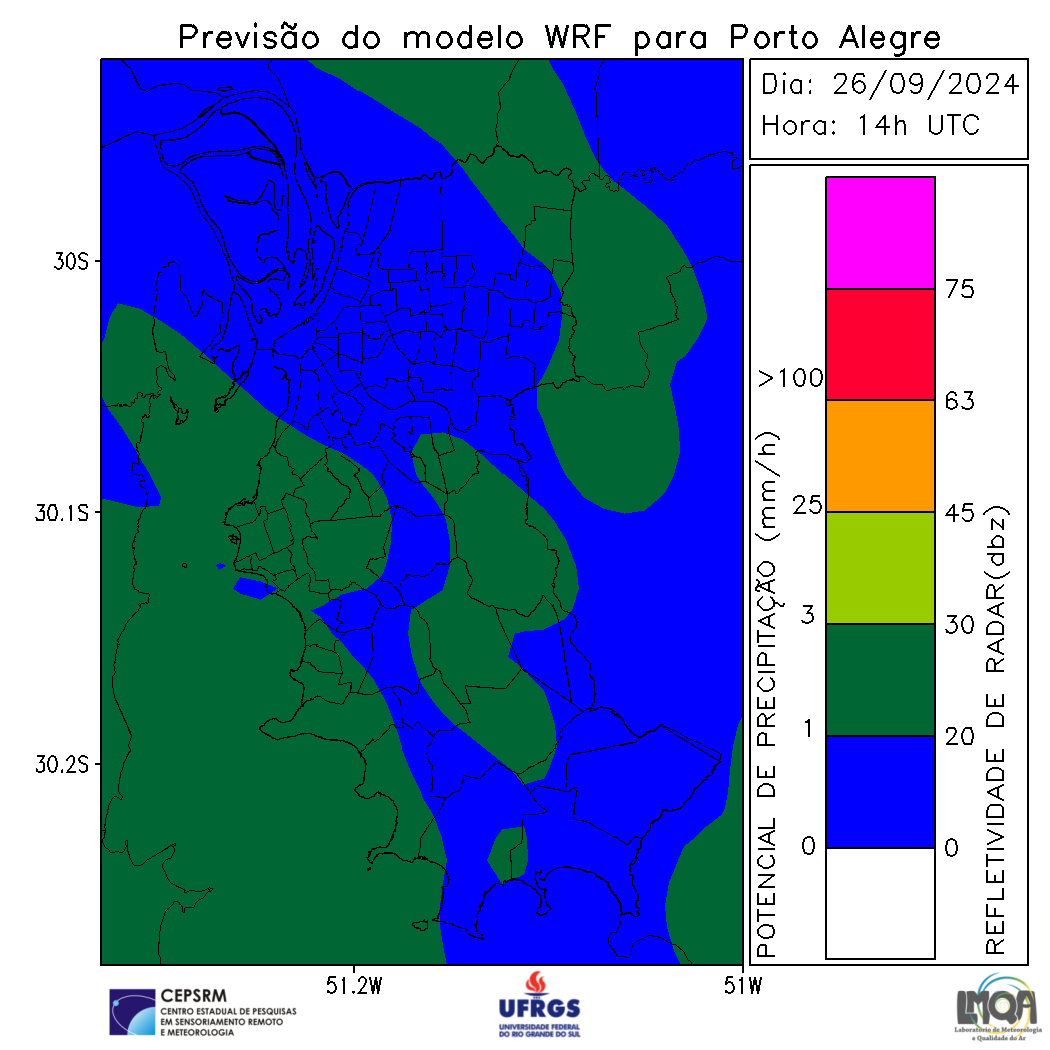 Previsão do modelo WRF para Porto Alegre
Dia: 26/09/2024
Hora: 14h UTC
30S
30.1S
30.2S
51.2W
51W
POTENCIAL DE PRECIPITAÇÃO (mm/h)
>100
25
3
1
0
75
63
45
30
20
0
REFLETIVIDADE DE RADAR(dbz)
CEPSRM
CENTRO ESTADUAL DE PESQUISAS
EM SENSORIAMENTO REMOTO
E METEOROLOGIA
UFRGS
UNIVERSIDADE FEDERAL
DO RIO GRANDE DO SUL
LMQA
Laboratório de Meteorologia
e Qualidade do Ar